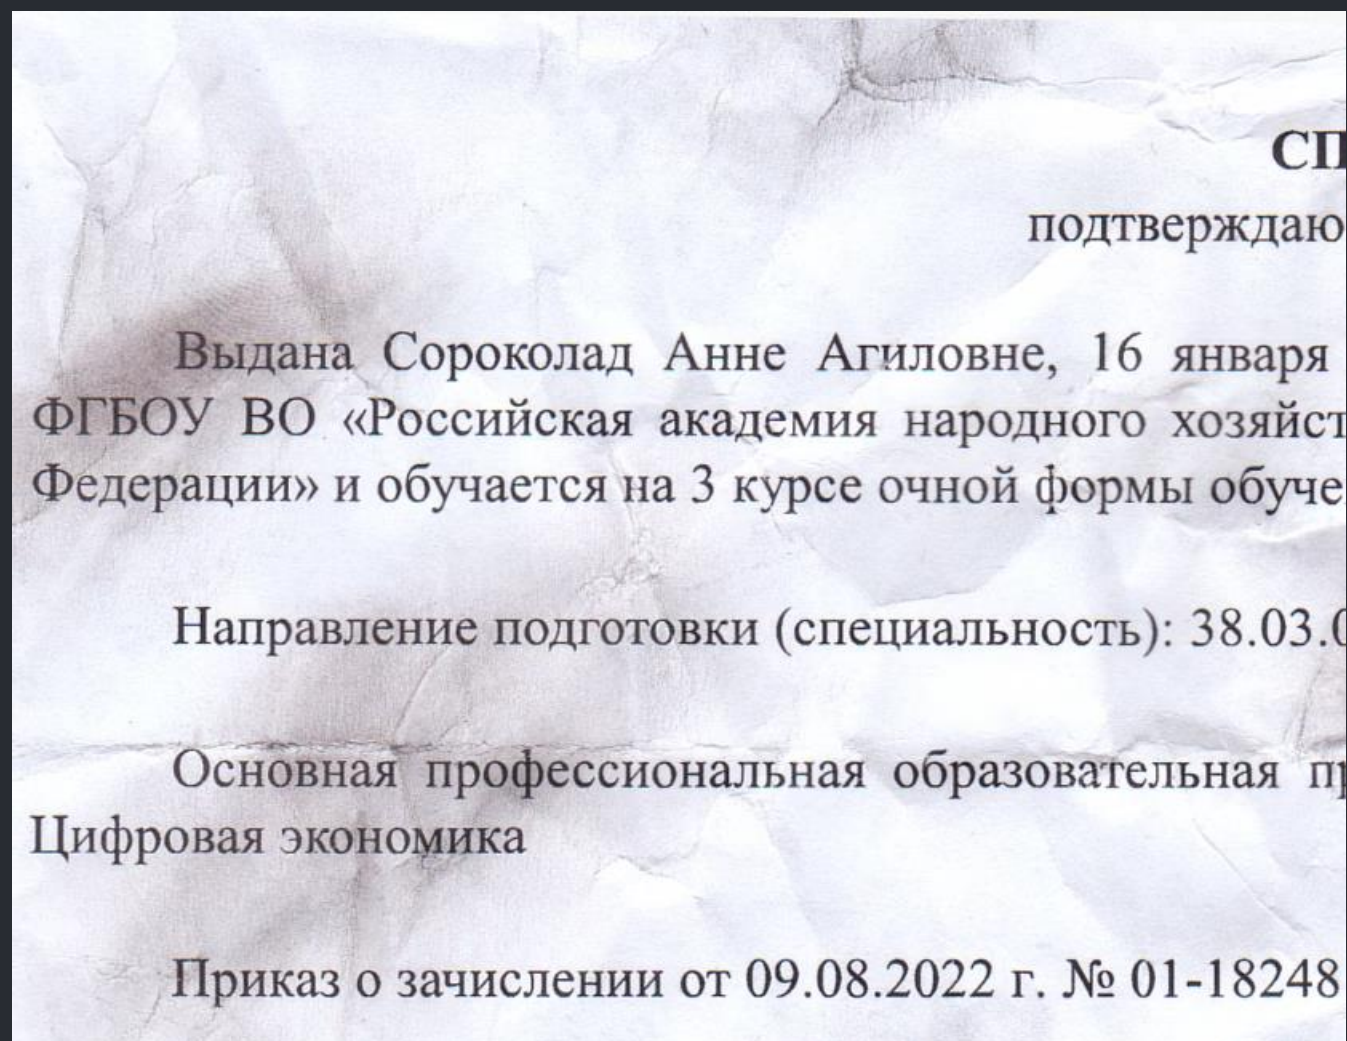 СП
подтверждаю
Выдана Сороколад Анне Агиловне, 16 января
ФГБОУ ВО «Российская академия народного хозяйст
Федерации» и обучается на 3 курсе очной формы обуче
Направление подготовки (специальность): 38.03.0
Основная профессиональная образовательная пр
Цифровая экономика
Приказ о зачислении от 09.08.2022 г. № 01-18248